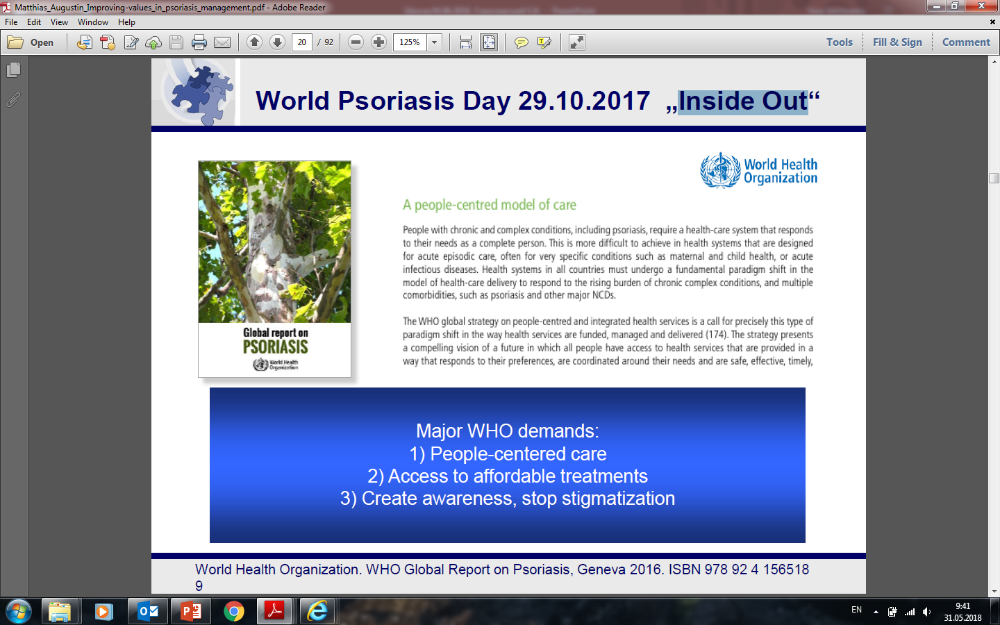 Matthias_Augustin_Improving-values_in_psoriasis_management.pdf - Adobe Reader
File Edit View Window Help
Open 20 / 92 125% Tools Fill & Sign Comment
World Psoriasis Day 29.10.2017 „Inside Out“
World Health
Organization
A people-centred model of care
People with chronic and complex conditions, including psoriasis, require a health-care system that responds
to their needs as a complete person. This is more difficult to achieve in health systems that are designed
for acute episodic care, often for very specific conditions such as maternal and child health, or acute
infectious diseases. Health systems in all countries must undergo a fundamental paradigm shift in the
model of health-care delivery to respond to the rising burden of chronic complex conditions, and multiple
comorbidities, such as psoriasis and other major NCDs.
The WHO global strategy on people-centred and integrated health services is a call for precisely this type of
paradigm shift in the way health services are funded, managed and delivered (174). The strategy presents
a compelling vision of a future in which all people have access to health services that are provided in a
way that responds to their preferences, are coordinated around their needs and are safe, effective, timely,
Global report on
PSORIASIS
World Health
Organization
Major WHO demands:
1) People-centered care
2) Access to affordable treatments
3) Create awareness, stop stigmatization
World Health Organization. WHO Global Report on Psoriasis, Geneva 2016. ISBN 978 92 4 156518
9
EN
9:41
31.05.2018